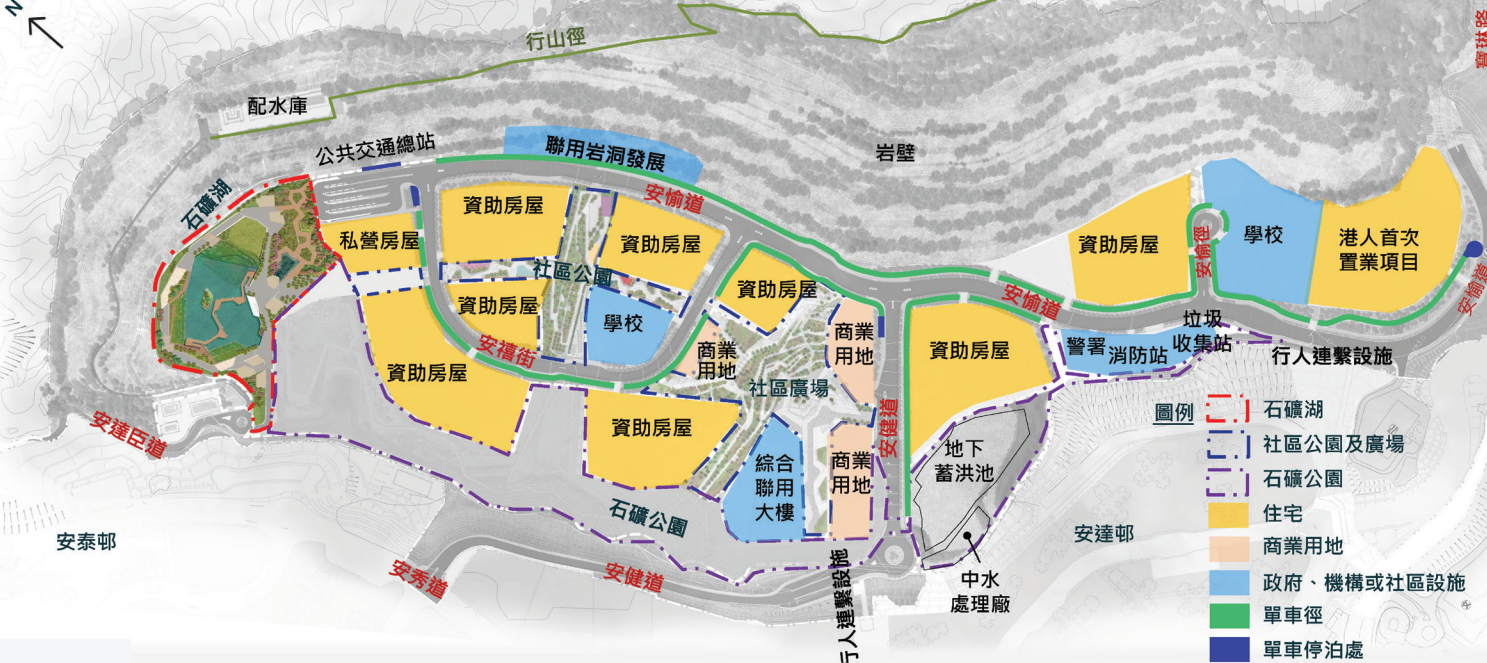 N
行山徑
寶琳路
配水庫
公共交通總站
聯用岩洞發展
岩壁
石礦湖
安愉道
資助房屋
私營房屋
資助房屋
社區公園
資助房屋
學校
資助房屋
安禧街
資助房屋
商業
用地
商業
用地
社區廣場
資助房屋
資助房屋
安愉徑
學校
港人首次
置業項目
安愉道
安愉道
資助房屋
警署
消防站
垃圾
收集站
行人連繫設施
安達臣道
資助房屋
綜合
聯用
大樓
商業
用地
安健道
地下
蓄洪池
石礦公園
安泰邨
安秀道
安健道
行人連繫設施
中水
處理廠
安達邨
圖例
石礦湖
社區公園及廣場
石礦公園
住宅
商業用地
政府、機構或社區設施
單車徑
單車停泊處